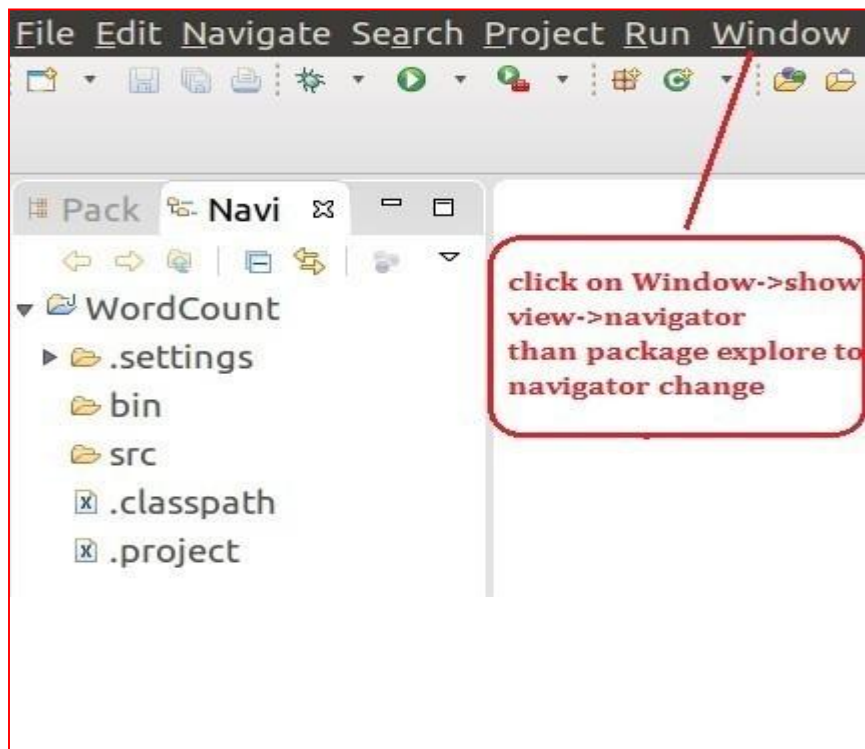 File Edit Navigate Search Project Run Window
Pack Navi
WordCount
.settings
bin
src
.classpath
.project
click on Window->show
view->navigator
than package explore to
navigator change